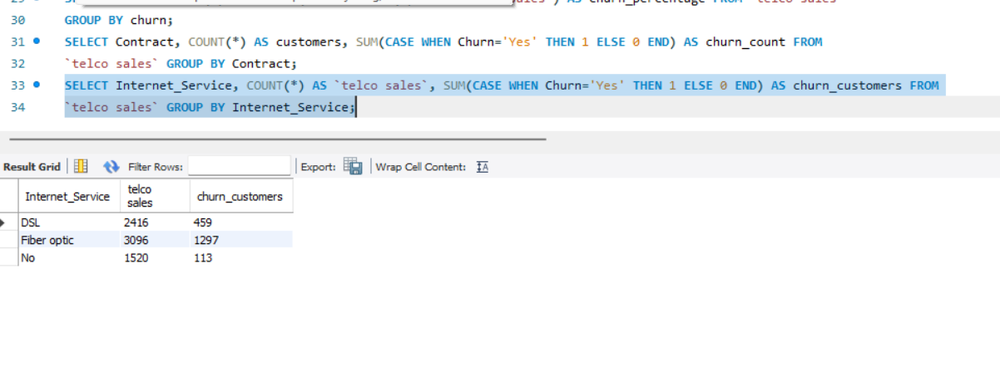 sales`) AS churn_percentage FROM `telco sales`
30 GROUP BY churn;
31 SELECT Contract, COUNT(*) AS customers, SUM(CASE WHEN Churn='Yes' THEN 1 ELSE 0 END) AS churn_count FROM
32 `telco sales` GROUP BY Contract;
33 SELECT Internet_Service, COUNT(*) AS `telco sales`, SUM(CASE WHEN Churn='Yes' THEN 1 ELSE 0 END) AS churn_customers FROM
34 `telco sales` GROUP BY Internet_Service;
Result Grid Filter Rows: Export: Wrap Cell Content: IA
Internet_Service telco sales churn_customers
DSL 2416 459
Fiber optic 3096 1297
No 1520 113